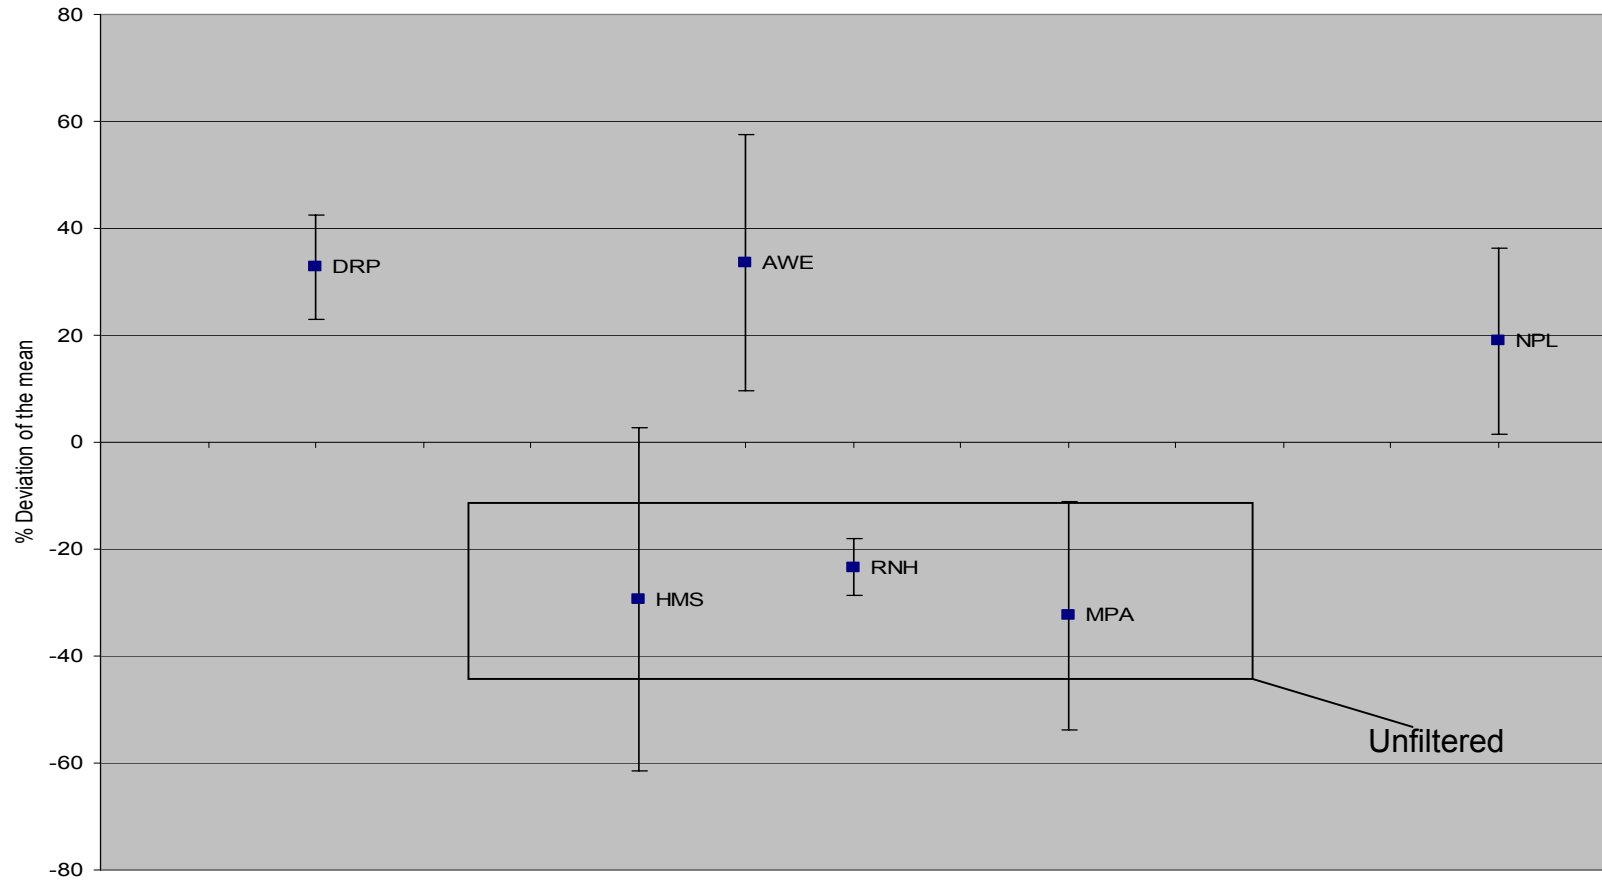 80
60
40
20
0
-20
-40
-60
-80
% Deviation of the mean
DRP
AWE
NPL
HMS
RNH
MPA
Unfiltered